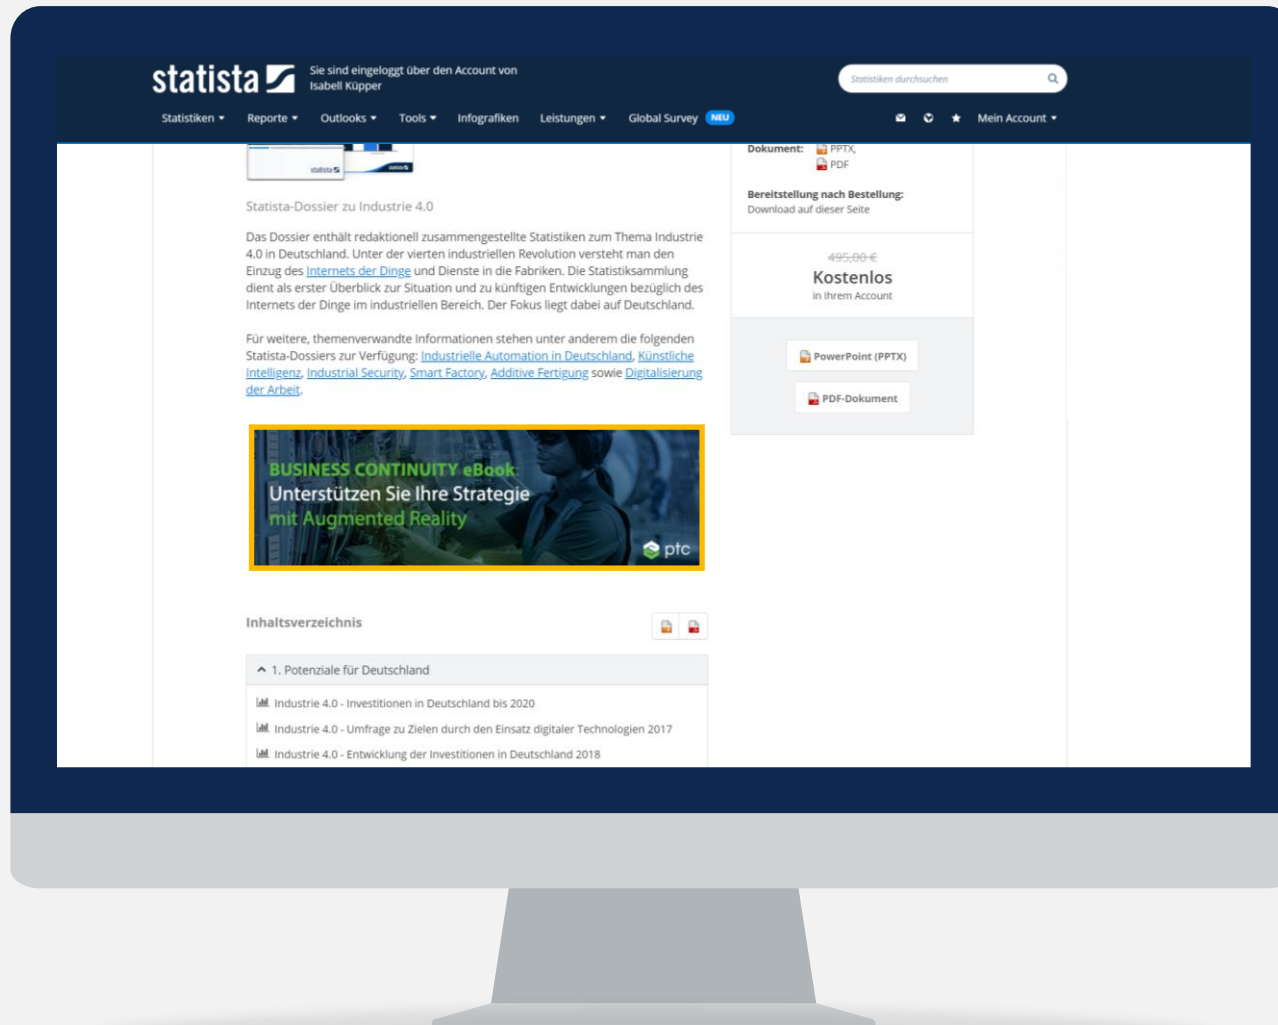 statista
Sie sind eingeloggt über den Account von
Isabell Küpper
Statistiken durchsuchen
Statistiken
Reporte
Outlooks
Tools
Infografiken
Leistungen
Global Survey NEU
Mein Account
statista
statista
Statista-Dossier zu Industrie 4.0
Das Dossier enthält redaktionell zusammengestellte Statistiken zum Thema Industrie
4.0 in Deutschland. Unter der vierten industriellen Revolution versteht man den
Einzug des Internets der Dinge und Dienste in die Fabriken. Die Statistiksammlung
dient als erster Überblick zur Situation und zu künftigen Entwicklungen bezüglich des
Internets der Dinge im industriellen Bereich. Der Fokus liegt dabei auf Deutschland.
Für weitere, themenverwandte Informationen stehen unter anderem die folgenden
Statista-Dossiers zur Verfügung: Industrielle Automation in Deutschland, Künstliche
Intelligenz, Industrial Security, Smart Factory, Additive Fertigung sowie Digitalisierung
der Arbeit.
BUSINESS CONTINUITY eBook:
Unterstützen Sie Ihre Strategie
mit Augmented Reality
ptc
Inhaltsverzeichnis
1. Potenziale für Deutschland
Industrie 4.0 - Investitionen in Deutschland bis 2020
Industrie 4.0 - Umfrage zu Zielen durch den Einsatz digitaler Technologien 2017
Industrie 4.0 - Entwicklung der Investitionen in Deutschland 2018
Dokument: PPTX,
PDF
Bereitstellung nach Bestellung:
Download auf dieser Seite
495,00 €
Kostenlos
in Ihrem Account
PowerPoint (PPTX)
PDF-Dokument